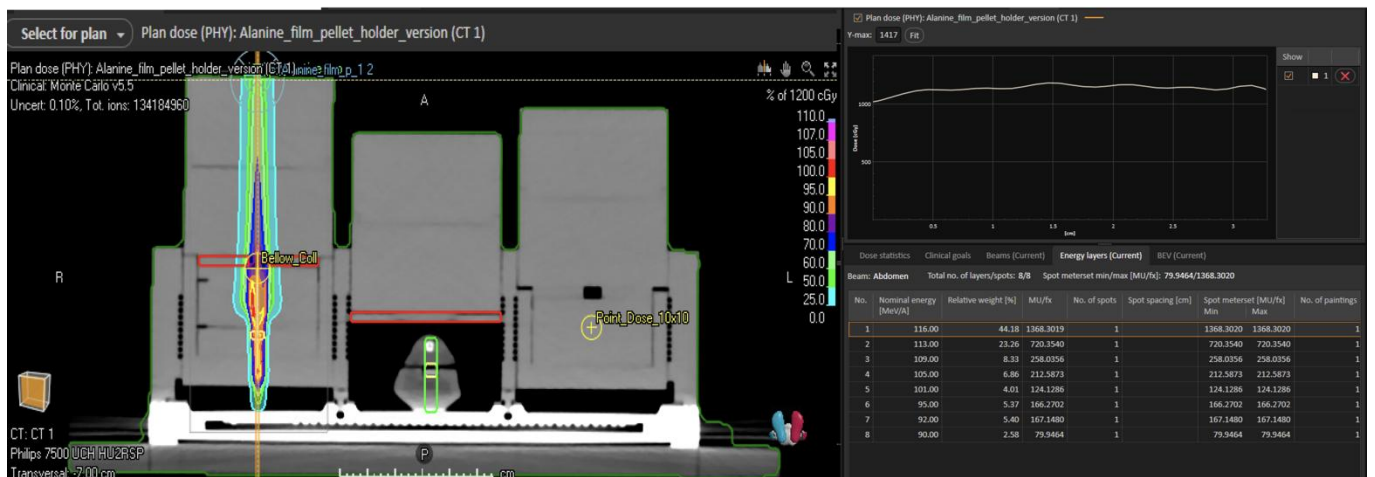 Select for plan
Plan dose (PHY): Alanine_film_pellet_holder_version (CT 1)
Plan dose (PHY): Alanine_film_pellet_holder_version (CT 1)
Clinical: Monte Carlo v5.5
Uncert: 0.10%, Tot. ions: 134184960
A
% of 1200 cGy
110.0
107.0
105.0
100.0
95.0
90.0
80.0
70.0
60.0
50.0
25.0
0.0
R
L
Bellow_Coll
Point_Dose_10x10
P
CT: CT 1
Philips 7500 UCH HU2RSP
Transversal: -7.00 cm
cm
Plan dose (PHY): Alanine_film_pellet_holder_version (CT 1)
Y-max: 1417 Fit
Show
1
Dose [cGy]
1000
500
0.5 1 1.5 2 2.5 3
[cm]
Dose statistics Clinical goals Beams (Current) Energy layers (Current) BEV (Current)
Beam: Abdomen Total no. of layers/spots: 8/8 Spot meterset min/max [MU/fx]: 79.9464/1368.3020
No. Nominal energy [MeV/A] Relative weight [%] MU/fx No. of spots Spot spacing [cm] Spot meterset [MU/fx] Min Max No. of paintings
1 116.00 44.18 1368.3019 1 1368.3020 1368.3020 1
2 113.00 23.26 720.3540 1 720.3540 720.3540 1
3 109.00 8.33 258.0356 1 258.0356 258.0356 1
4 105.00 6.86 212.5873 1 212.5873 212.5873 1
5 101.00 4.01 124.1286 1 124.1286 124.1286 1
6 95.00 5.37 166.2702 1 166.2702 166.2702 1
7 92.00 5.40 167.1480 1 167.1480 167.1480 1
8 90.00 2.58 79.9464 1 79.9464 79.9464 1